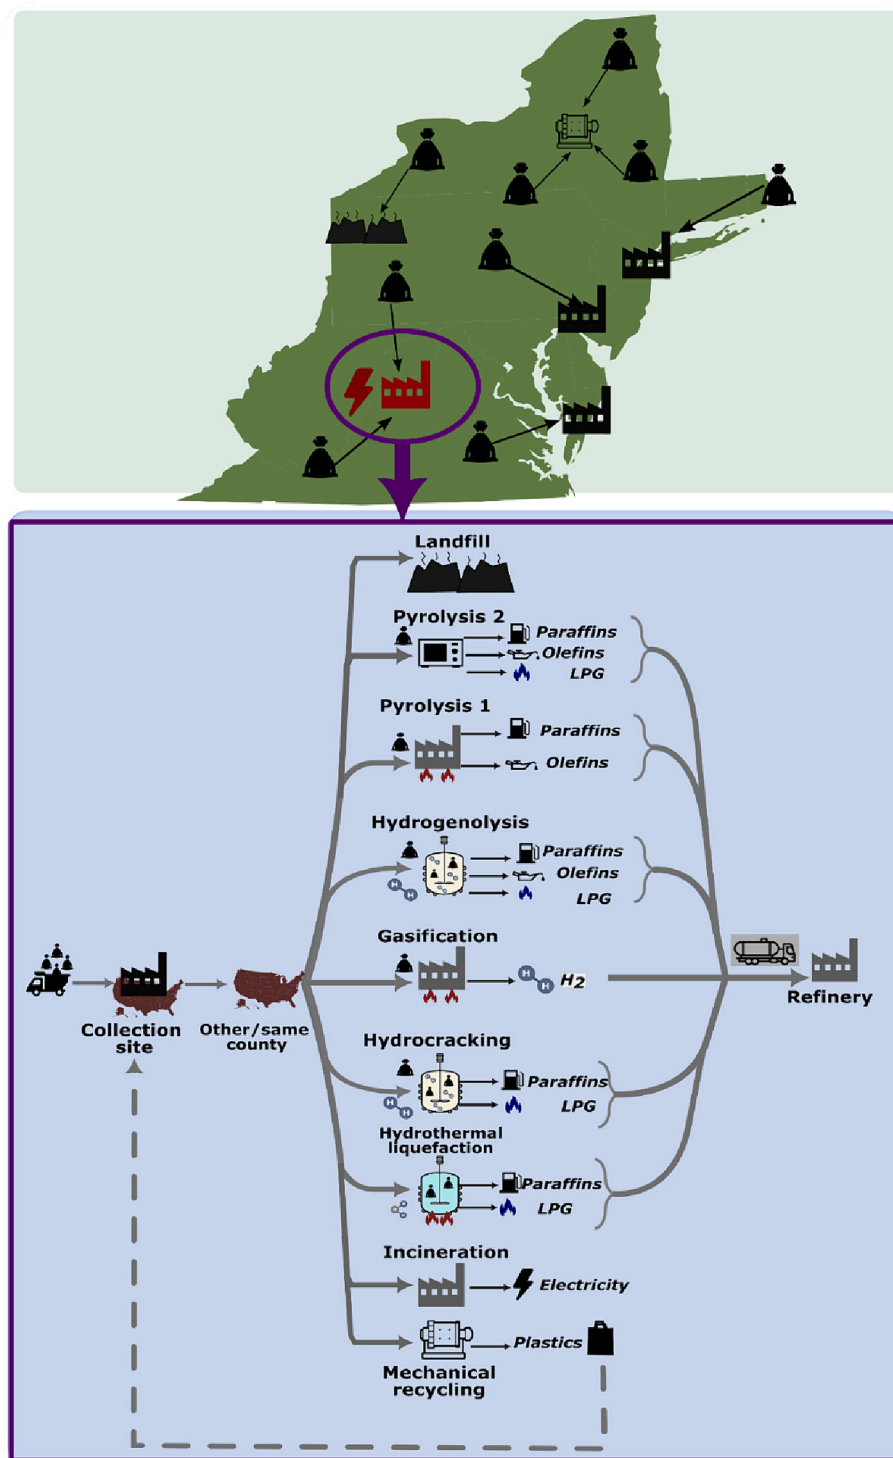 Landfill
Pyrolysis 2
Paraffins
Olefins
LPG
Pyrolysis 1
Paraffins
Olefins
Hydrogenolysis
Paraffins
Olefins
LPG
H
H
Gasification
H
H
H2
Collection
site
Other/same
county
Refinery
Hydrocracking
Paraffins
LPG
H
H
Hydrothermal
liquefaction
Paraffins
LPG
Incineration
Electricity
Plastics
Mechanical
recycling